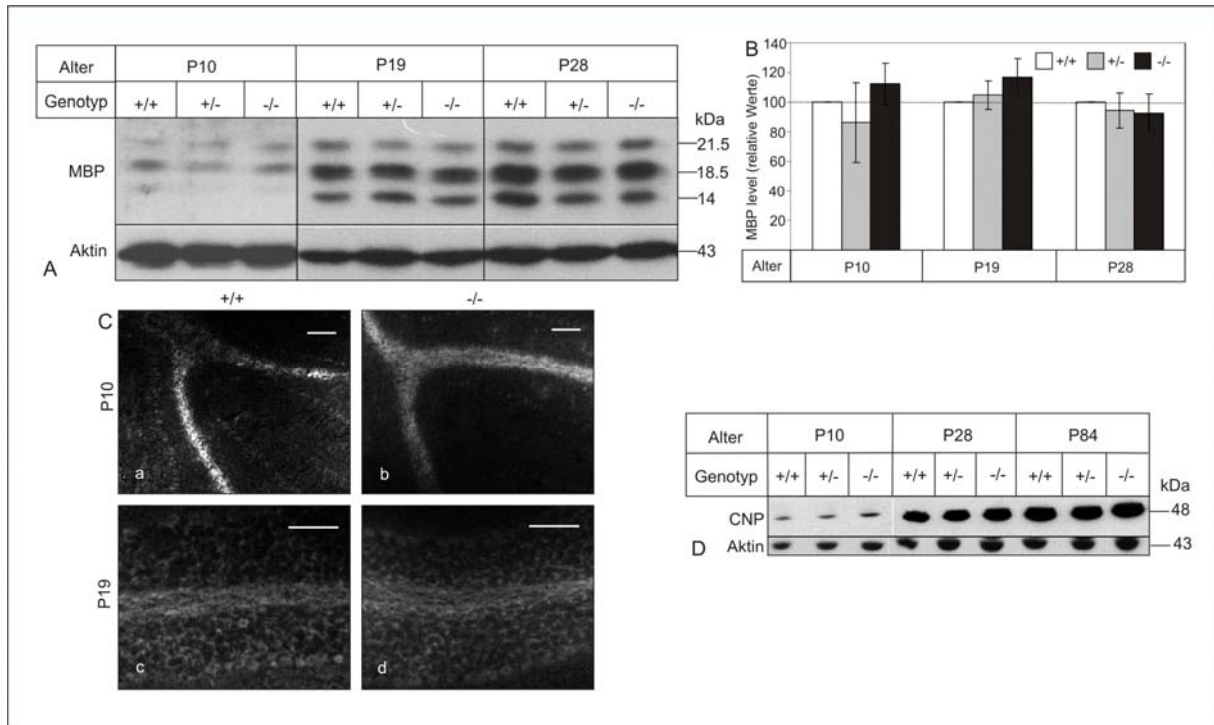 Alter P10 P19 P28
Genotyp +/+ +/- -/- +/+ +/- -/- +/+ +/- -/-
kDa
MBP
21.5
18.5
14
Aktin 43
A
B
140
120
100
80
60
40
20
MBP level (relative Werte)
+/+ +/- -/-
Alter P10 P19 P28
C
+/+ -/-
P10
a b
P19
c d
Alter P10 P28 P84
Genotyp +/+ +/- -/- +/+ +/- -/- +/+ +/- -/-
kDa
CNP 48
Aktin 43
D